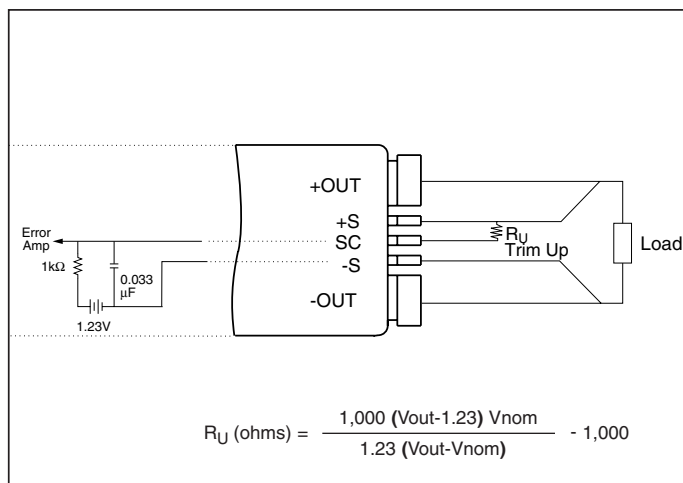 +OUT
+S
SC
-S
-OUT
Error
Amp
1kΩ
0.033
μF
1.23V
RU
Trim Up
Load
RU (ohms) = 1,000 (Vout-1.23) Vnom / 1.23 (Vout-Vnom) - 1,000